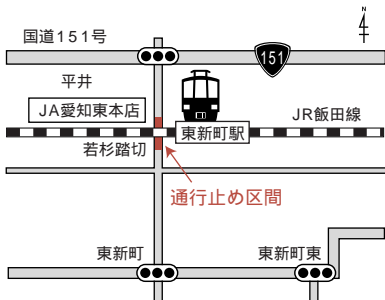 国道151号
N
151
平井
JA愛知東本店
JR飯田線
東新町駅
若杉踏切
通行止め区間
東新町
東新町東